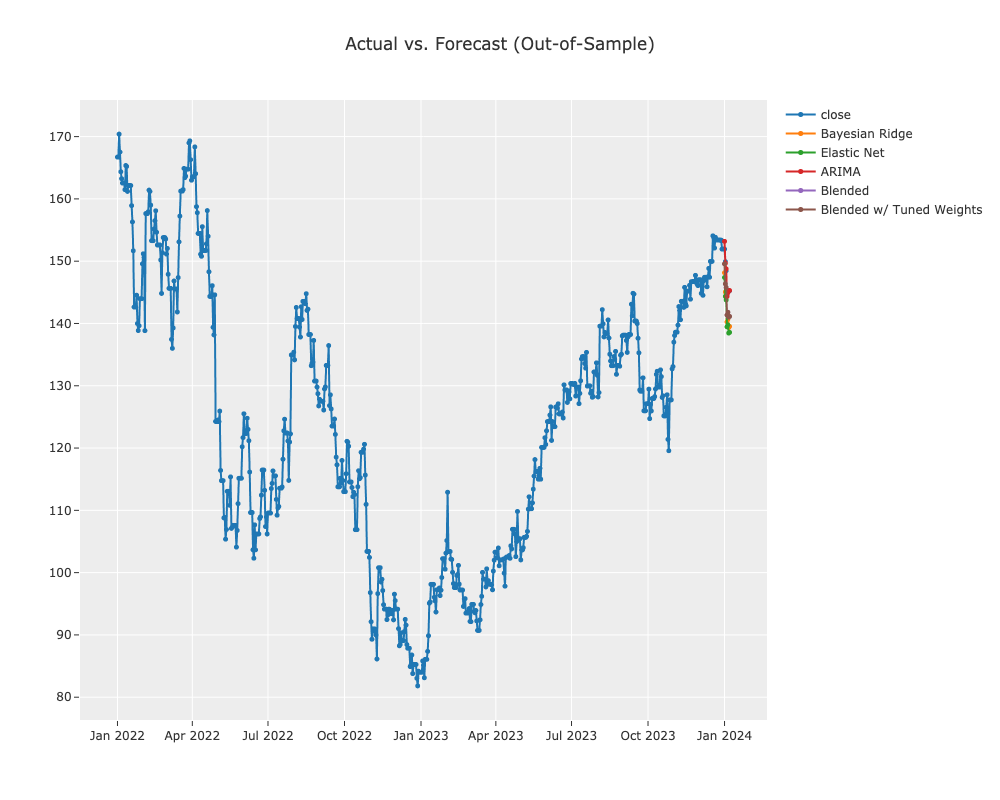 Actual vs. Forecast (Out-of-Sample)
170
160
150
140
130
120
110
100
90
80
Jan 2022
Apr 2022
Jul 2022
Oct 2022
Jan 2023
Apr 2023
Jul 2023
Oct 2023
Jan 2024
close
Bayesian Ridge
Elastic Net
ARIMA
Blended
Blended w/ Tuned Weights